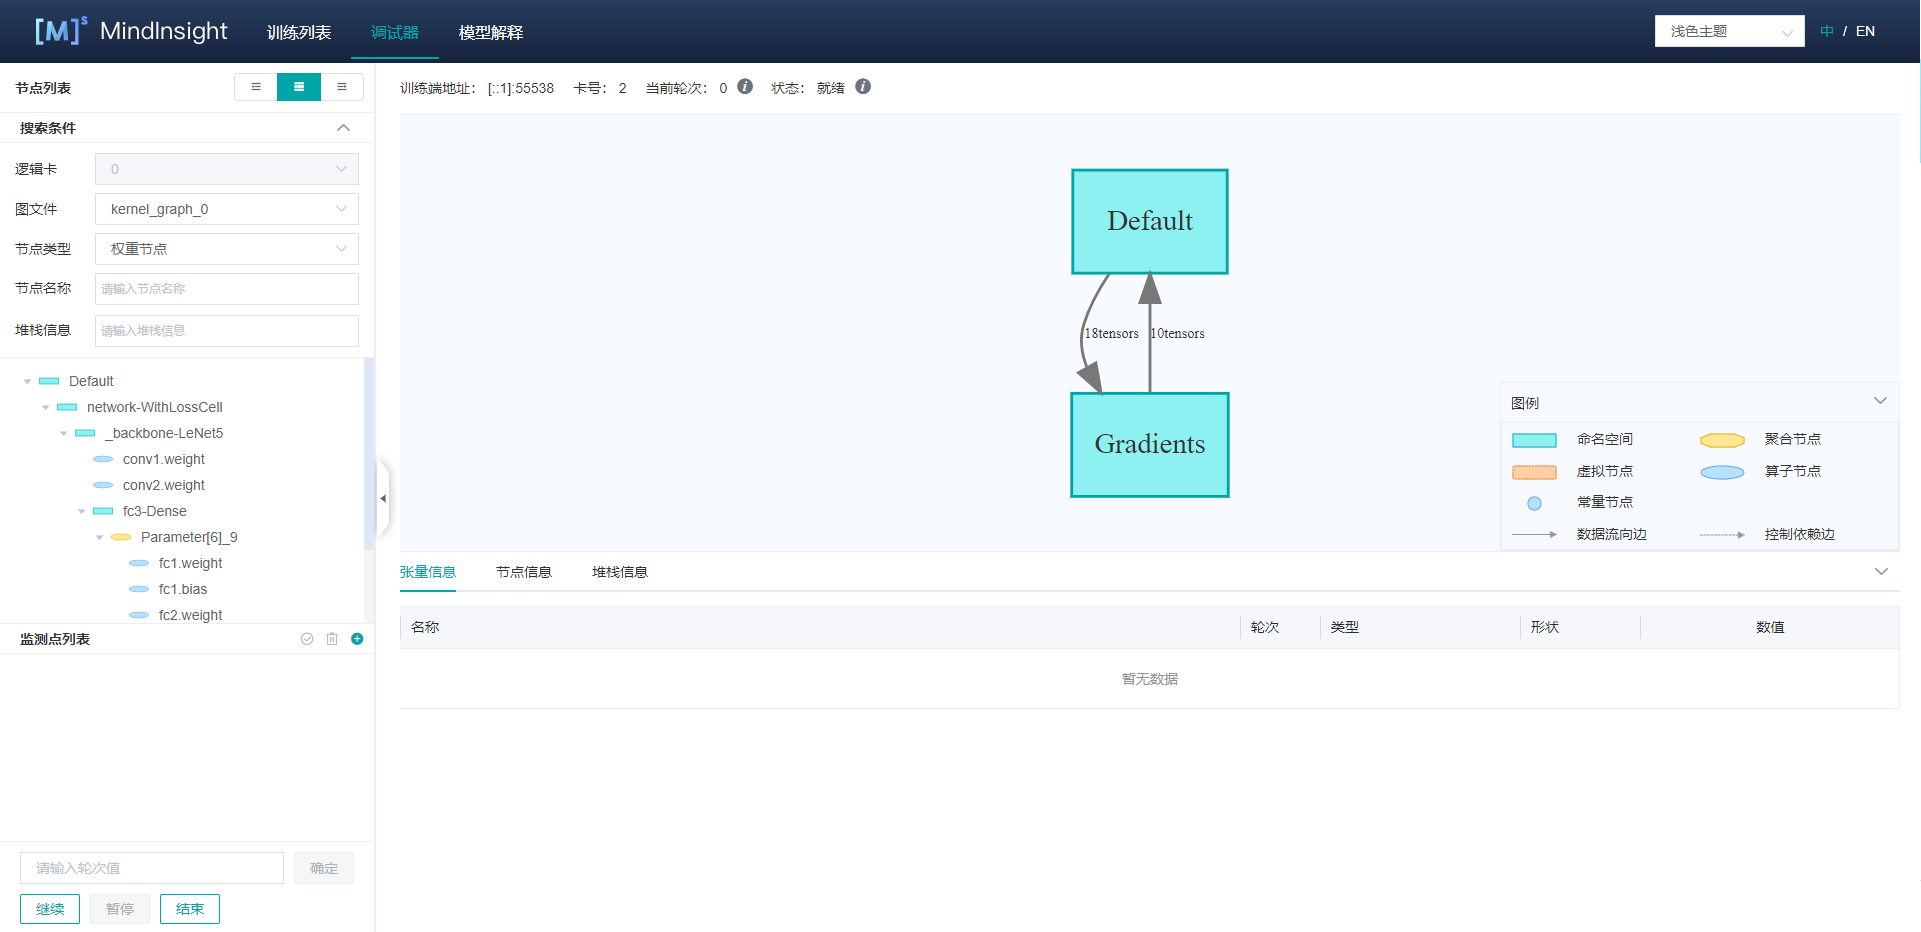 [M]s MindInsight 训练列表 调试器 模型解释 浅色主题 中 / EN
节点列表
训练端地址： [::1]:55538 卡号： 2 当前轮次： 0 状态： 就绪
搜索条件
逻辑卡 0
图文件 kernel_graph_0
节点类型 权重节点
节点名称 请输入节点名称
堆栈信息 请输入堆栈信息
Default
network-WithLossCell
_backbone-LeNet5
conv1.weight
conv2.weight
fc3-Dense
Parameter[6]_9
fc1.weight
fc1.bias
fc2.weight
监测点列表
请输入轮次值 确定
继续 暂停 结束
Default
18tensors 10tensors
Gradients
图例
命名空间 聚合节点
虚拟节点 算子节点
常量节点
数据流向边 控制依赖边
张量信息 节点信息 堆栈信息
名称 轮次 类型 形状 数值
暂无数据